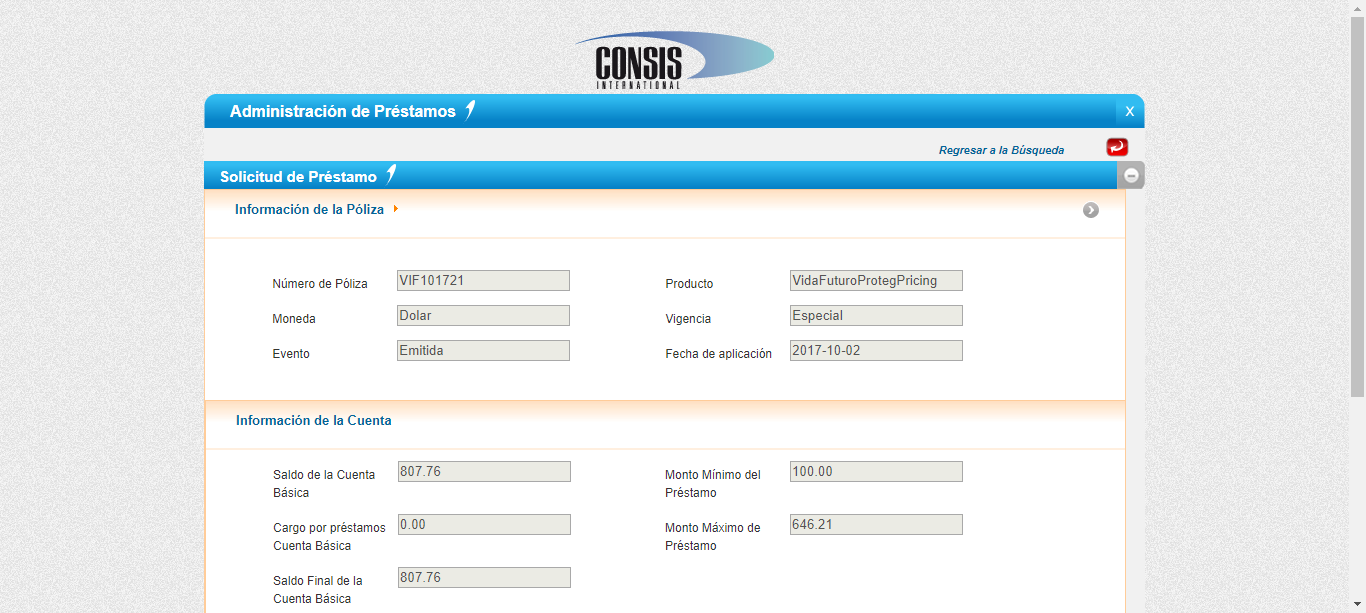 CONSIS
INTERNATIONAL
Administración de Préstamos
X
Regresar a la Búsqueda
Solicitud de Préstamo
Información de la Póliza
Número de Póliza VIF101721 Producto VidaFuturoProtegPricing
Moneda Dolar Vigencia Especial
Evento Emitida Fecha de aplicación 2017-10-02
Información de la Cuenta
Saldo de la Cuenta 807.76 Monto Mínimo del 100.00
Básica Préstamo
Cargo por préstamos 0.00 Monto Máximo de 646.21
Cuenta Básica Préstamo
Saldo Final de la 807.76
Cuenta Básica